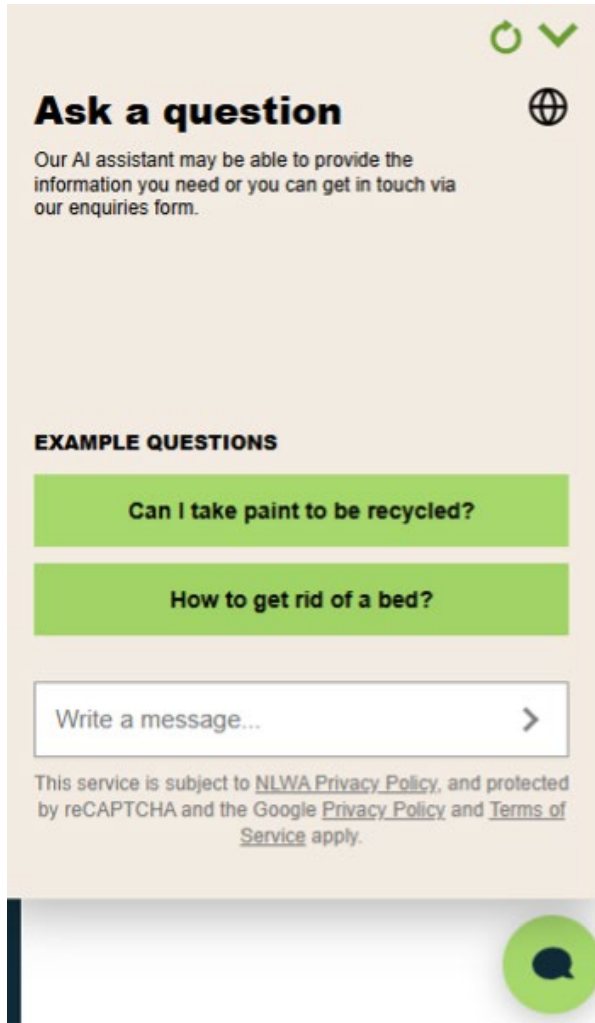 Ask a question
Our AI assistant may be able to provide the
information you need or you can get in touch via
our enquiries form.
EXAMPLE QUESTIONS
Can I take paint to be recycled?
How to get rid of a bed?
Write a message...
This service is subject to NLWA Privacy Policy, and protected
by reCAPTCHA and the Google Privacy Policy and Terms of
Service apply.